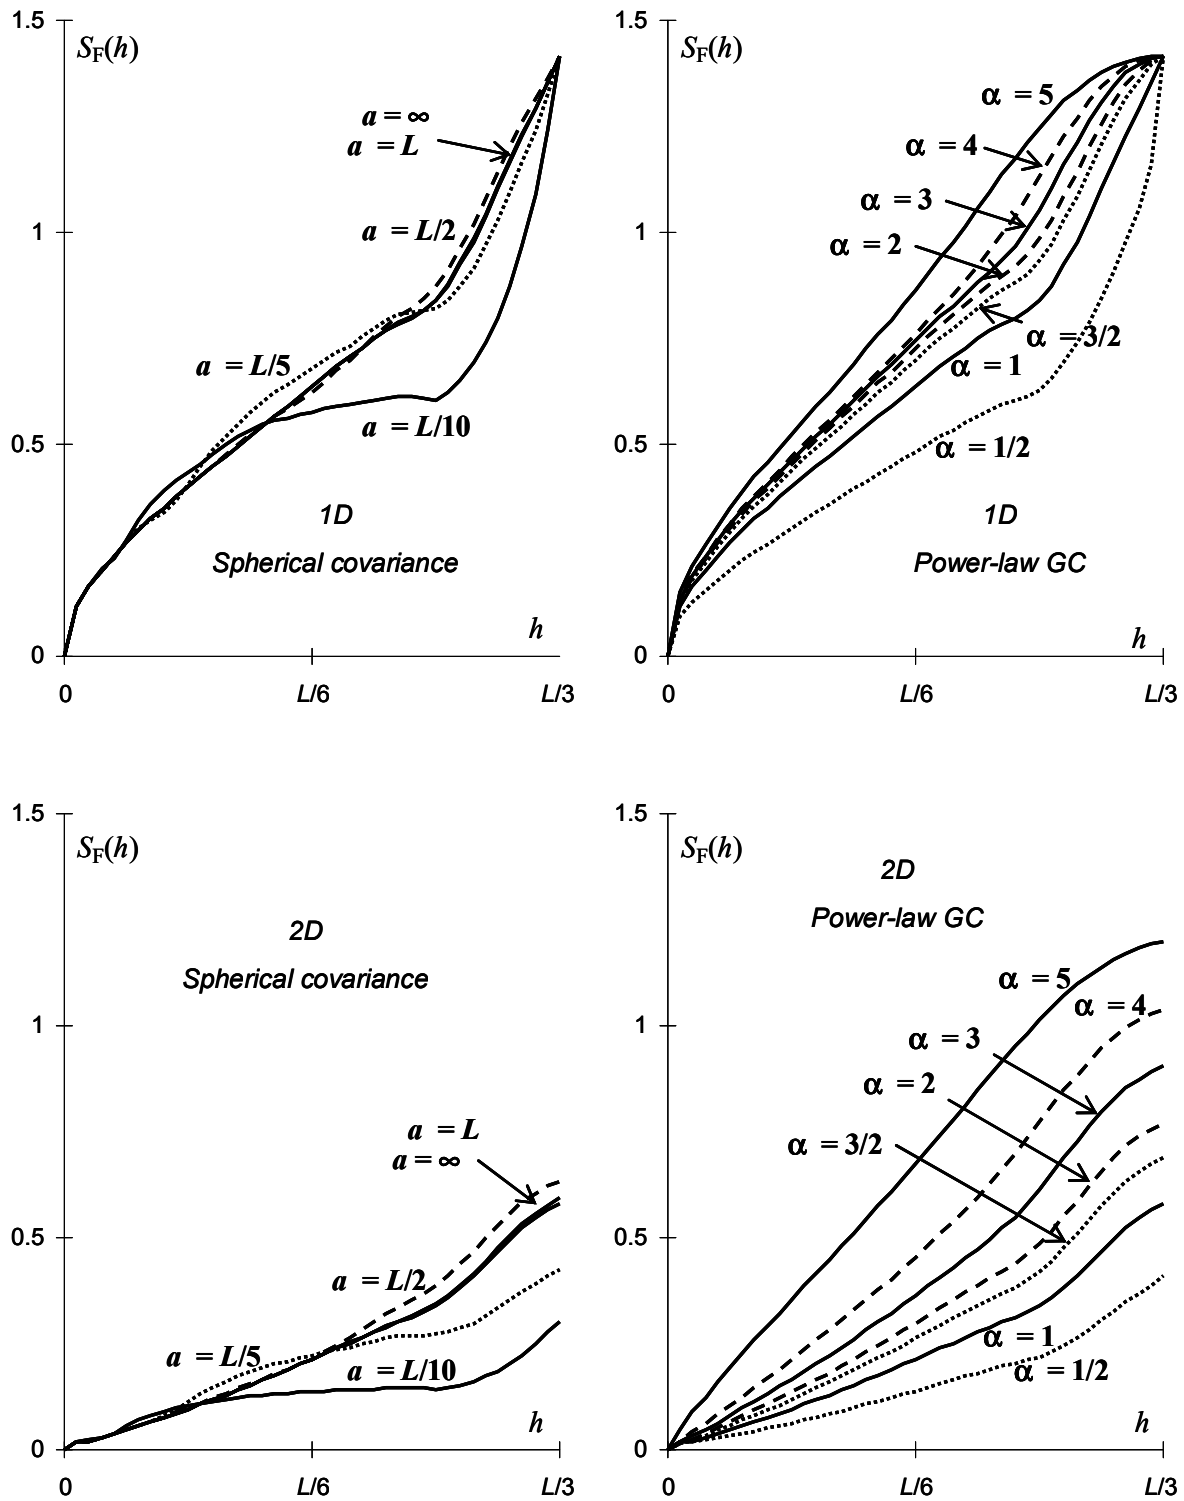 1.5
S_F(h)
a = ∞
a = L
1
a = L/2
a = L/5
0.5
a = L/10
1D
Spherical covariance
h
0
0 L/6 L/3
1.5
S_F(h)
α = 5
α = 4
α = 3
1
α = 2
α = 3/2
α = 1
0.5
α = 1/2
1D
Power-law GC
h
0
0 L/6 L/3
1.5
S_F(h)
2D
Spherical covariance
1
a = L
a = ∞
0.5
a = L/2
a = L/5
a = L/10
h
0
0 L/6 L/3
1.5
S_F(h)
2D
Power-law GC
α = 5
α = 4
1
α = 3
α = 2
α = 3/2
0.5
α = 1
α = 1/2
h
0
0 L/6 L/3